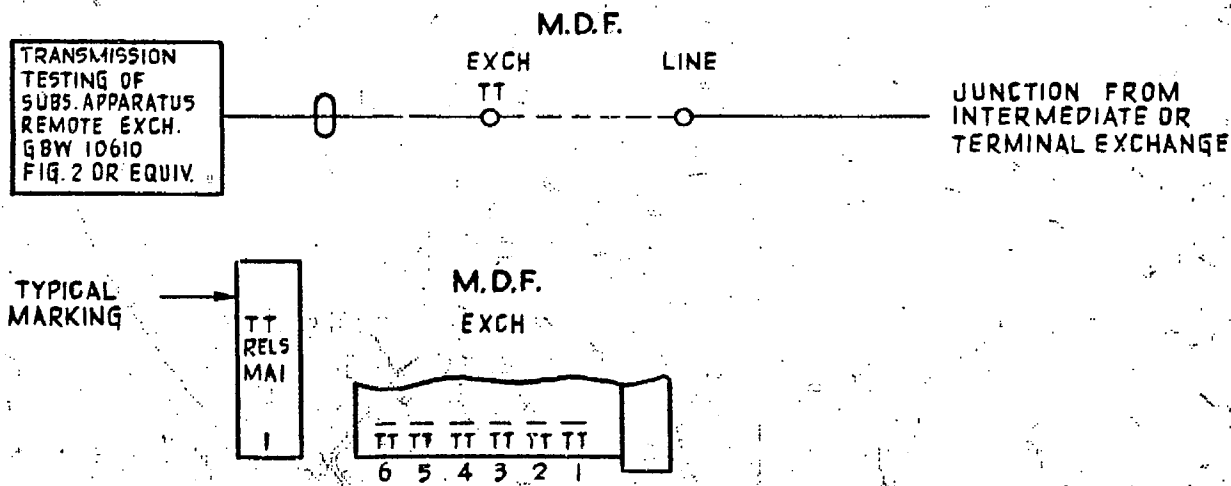 M.D.F.
TRANSMISSION
TESTING OF
SUBS. APPARATUS
REMOTE EXCH.
GBW 10610
FIG. 2 OR EQUIV.
EXCH
TT
LINE
JUNCTION FROM
INTERMEDIATE OR
TERMINAL EXCHANGE
TYPICAL
MARKING
TT
RELS
MA1
1
M.D.F.
EXCH
TT TT TT TT TT TT
6 5 4 3 2 1